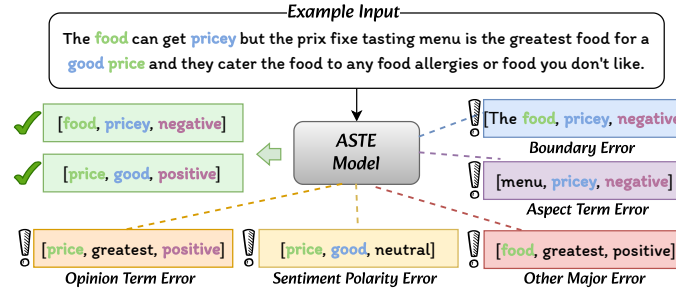 Example Input
The food can get pricey but the prix fixe tasting menu is the greatest food for a
good price and they cater the food to any food allergies or food you don't like.
[food, pricey, negative]
[price, good, positive]
ASTE
Model
[The food, pricey, negative
Boundary Error
[menu, pricey, negative]
Aspect Term Error
[price, greatest, positive]
Opinion Term Error
[price, good, neutral]
Sentiment Polarity Error
[food, greatest, positive]
Other Major Error